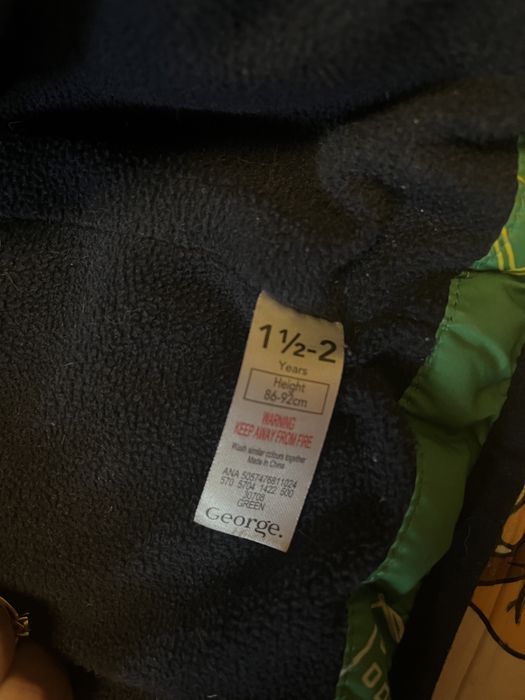 1½-2
Years
Height
86-92cm
WARNING
KEEP AWAY FROM FIRE
Wash similar colours together
Made in China
ANA 5057476811024
570 5704 1422 600
30708
GREEN
George.